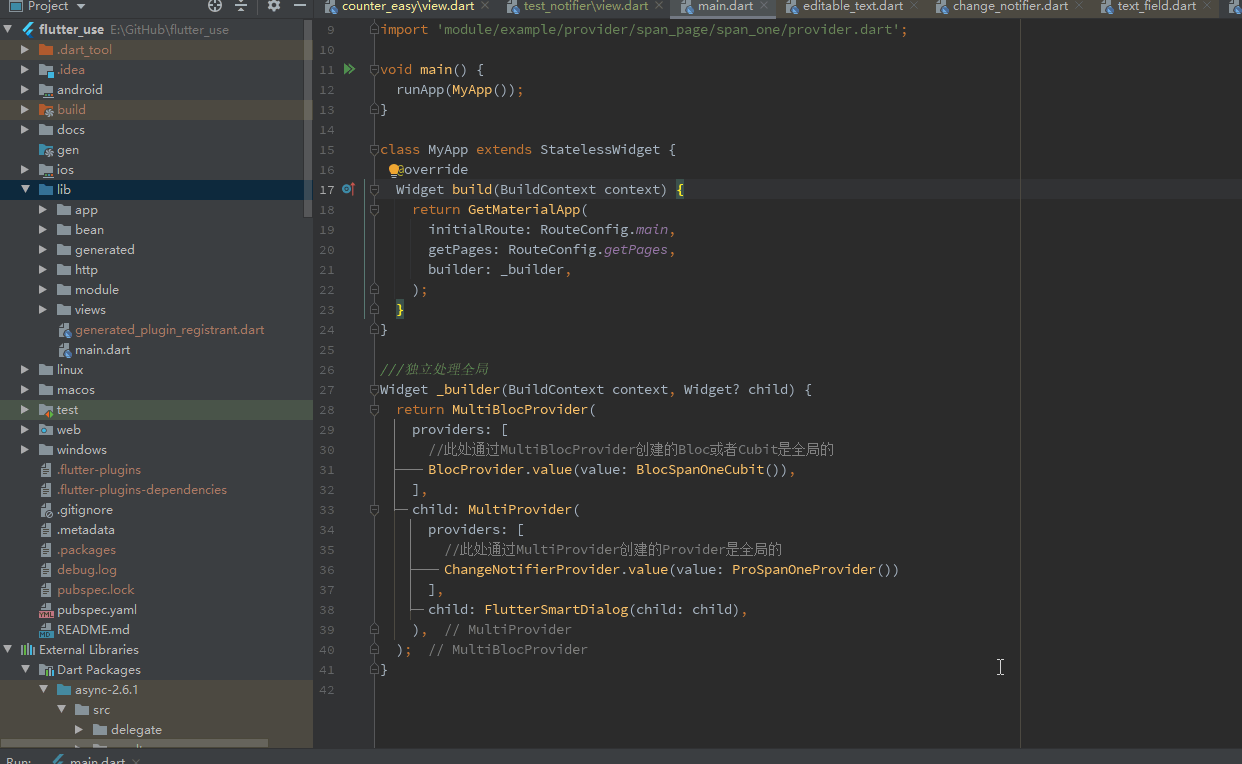 Project
counter_easy\view.dart
test_notifier\view.dart
main.dart
editable_text.dart
change_notifier.dart
text_field.dart
flutter_use E:\GitHub\flutter_use
.dart_tool
.idea
android
build
docs
gen
ios
lib
app
bean
generated
http
module
views
generated_plugin_registrant.dart
main.dart
linux
macos
test
web
windows
.flutter-plugins
.flutter-plugins-dependencies
.gitignore
.metadata
.packages
debug.log
pubspec.lock
pubspec.yaml
README.md
External Libraries
Dart Packages
async-2.6.1
src
delegate
9 import 'module/example/provider/span_page/span_one/provider.dart';
10
11 void main() {
12 runApp(MyApp());
13 }
14
15 class MyApp extends StatelessWidget {
16 @override
17 Widget build(BuildContext context) {
18 return GetMaterialApp(
19 initialRoute: RouteConfig.main,
20 getPages: RouteConfig.getPages,
21 builder: _builder,
22 );
23 }
24 }
25
26 ///独立处理全局
27 Widget _builder(BuildContext context, Widget? child) {
28 return MultiBlocProvider(
29 providers: [
30 //此处通过MultiBlocProvider创建的Bloc或者Cubit是全局的
31 BlocProvider.value(value: BlocSpanOneCubit()),
32 ],
33 child: MultiProvider(
34 providers: [
35 //此处通过MultiProvider创建的Provider是全局的
36 ChangeNotifierProvider.value(value: ProSpanOneProvider())
37 ],
38 child: FlutterSmartDialog(child: child),
39 ), // MultiProvider
40 ); // MultiBlocProvider
41 }
42
Run:
main.dart